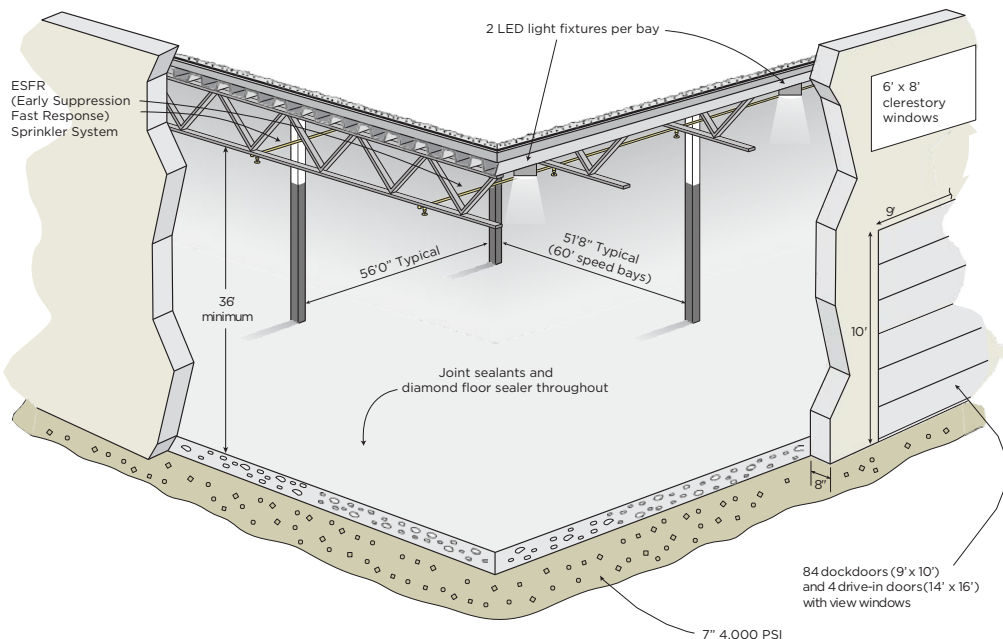 2 LED light fixtures per bay
ESFR
(Early Suppression
Fast Response)
Sprinkler System
6' x 8'
clerestory
windows
9'
56'0” Typical
51'8” Typical
(60' speed bays)
36'
minimum
10'
Joint sealants and
diamond floor sealer throughout
8"
84 dockdoors (9' x 10')
and 4 drive-in doors (14' x 16')
with view windows
7” 4,000 PSI